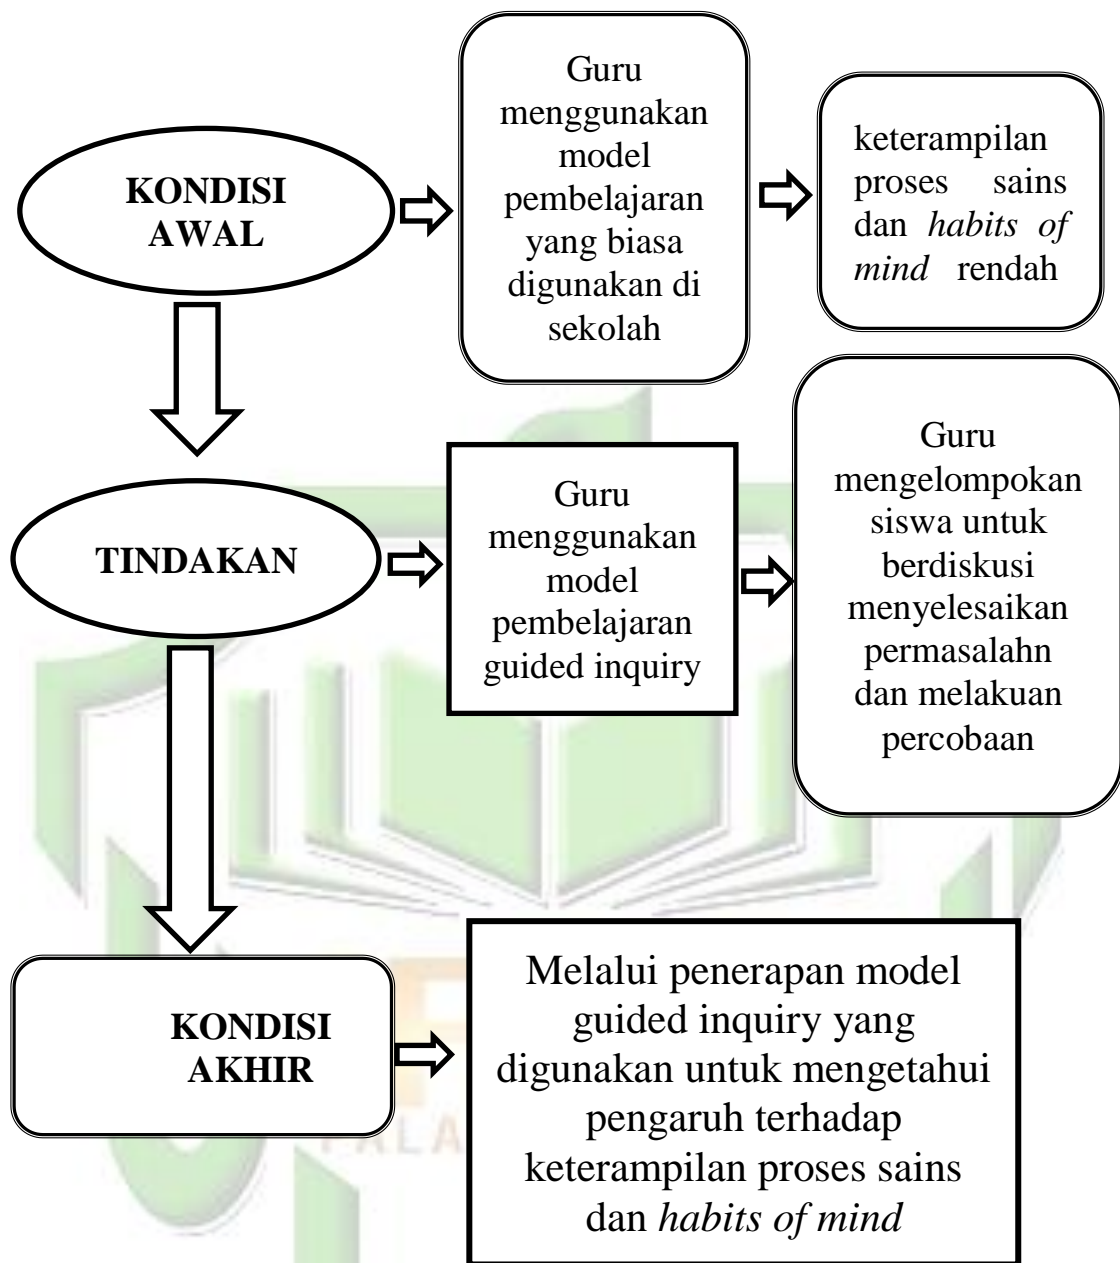 KONDISI
AWAL
Guru
menggunakan
model
pembelajaran
yang biasa
digunakan di
sekolah
keterampilan
proses sains
dan habits of
mind rendah
TINDAKAN
Guru
menggunakan
model
pembelajaran
guided inquiry
Guru
mengelompokan
siswa untuk
berdiskusi
menyelesaikan
permasalahn
dan melakuan
percobaan
KONDISI
AKHIR
Melalui penerapan model
guided inquiry yang
digunakan untuk mengetahui
pengaruh terhadap
keterampilan proses sains
dan habits of mind
PALA